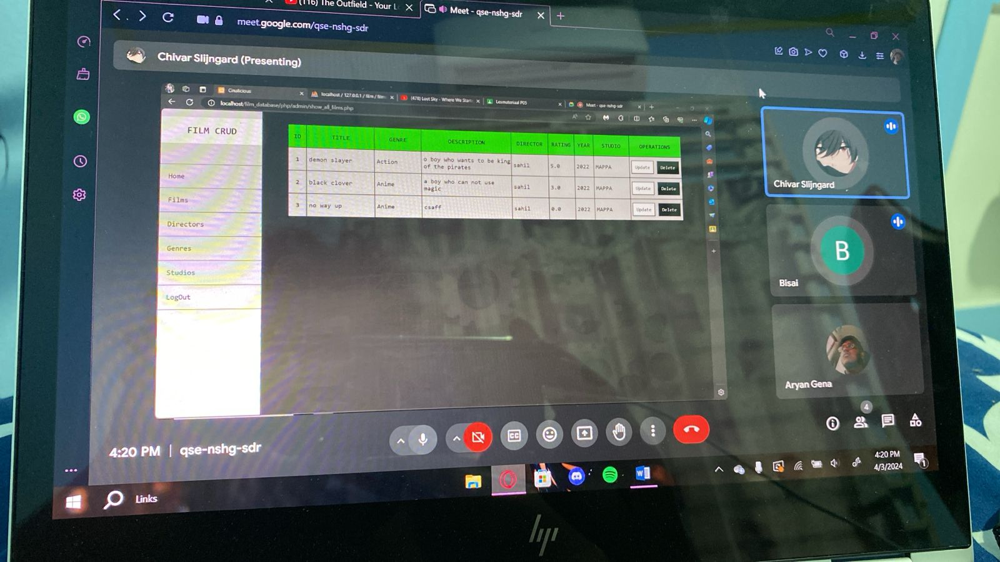 (116) The Outfield - Your L
Meet - qse-nshg-sdr
meet.google.com/qse-nshg-sdr
Chivar Slijngard (Presenting)
Cinalicious
localhost / 127.0.0.1 / film / films
(478) Lost Sky - Where We Start
Lesmateriaal P05
Meet - qse-nshg-sdr
localhost/film_database/php/admin/show_all_films.php
FILM CRUD
Home
Films
Directors
Genres
Studios
LogOut
ID TITLE GENRE DESCRIPTION DIRECTOR RATING YEAR STUDIO OPERATIONS
1 demon slayer Action o boy who wants to be king of the pirates sahil 5.0 2022 MAPPA Update Delete
2 black clover Anime a boy who can not use magic sahil 3.0 2022 MAPPA Update Delete
3 no way up Anime csaff sahil 0.0 2022 MAPPA Update Delete
Chivar Slijngard
B
Bisai
Aryan Gena
4
4:20 PM | qse-nshg-sdr
CC
Links
W
4:20 PM
4/3/2024
1
hp